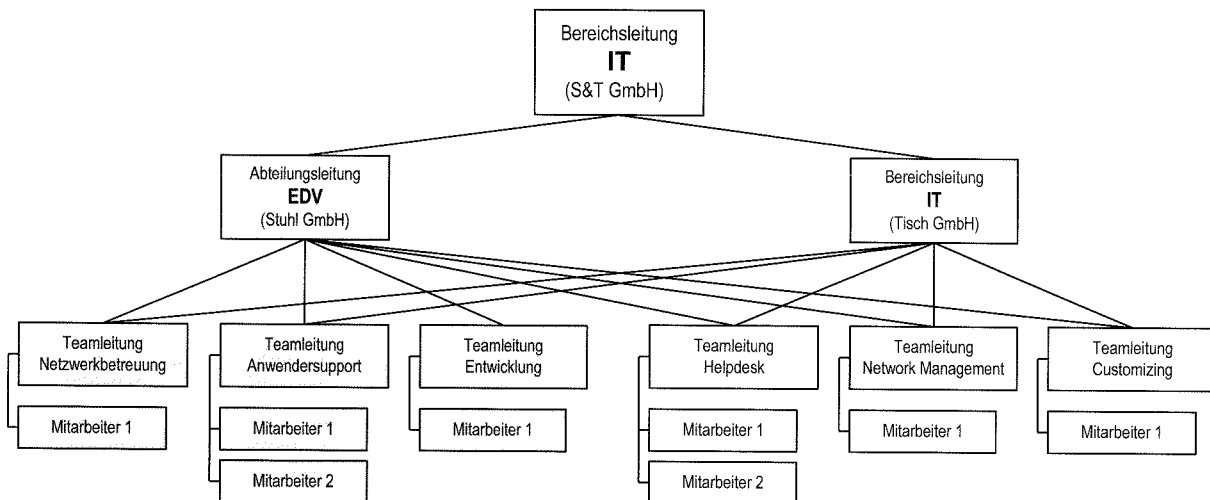 Bereichsleitung
IT
(S&T GmbH)
Abteilungsleitung
EDV
(Stuhl GmbH)
Bereichsleitung
IT
(Tisch GmbH)
Teamleitung
Netzwerkbetreuung
Teamleitung
Anwendersupport
Teamleitung
Entwicklung
Teamleitung
Helpdesk
Teamleitung
Network Management
Teamleitung
Customizing
Mitarbeiter 1
Mitarbeiter 1
Mitarbeiter 1
Mitarbeiter 1
Mitarbeiter 1
Mitarbeiter 1
Mitarbeiter 2
Mitarbeiter 2